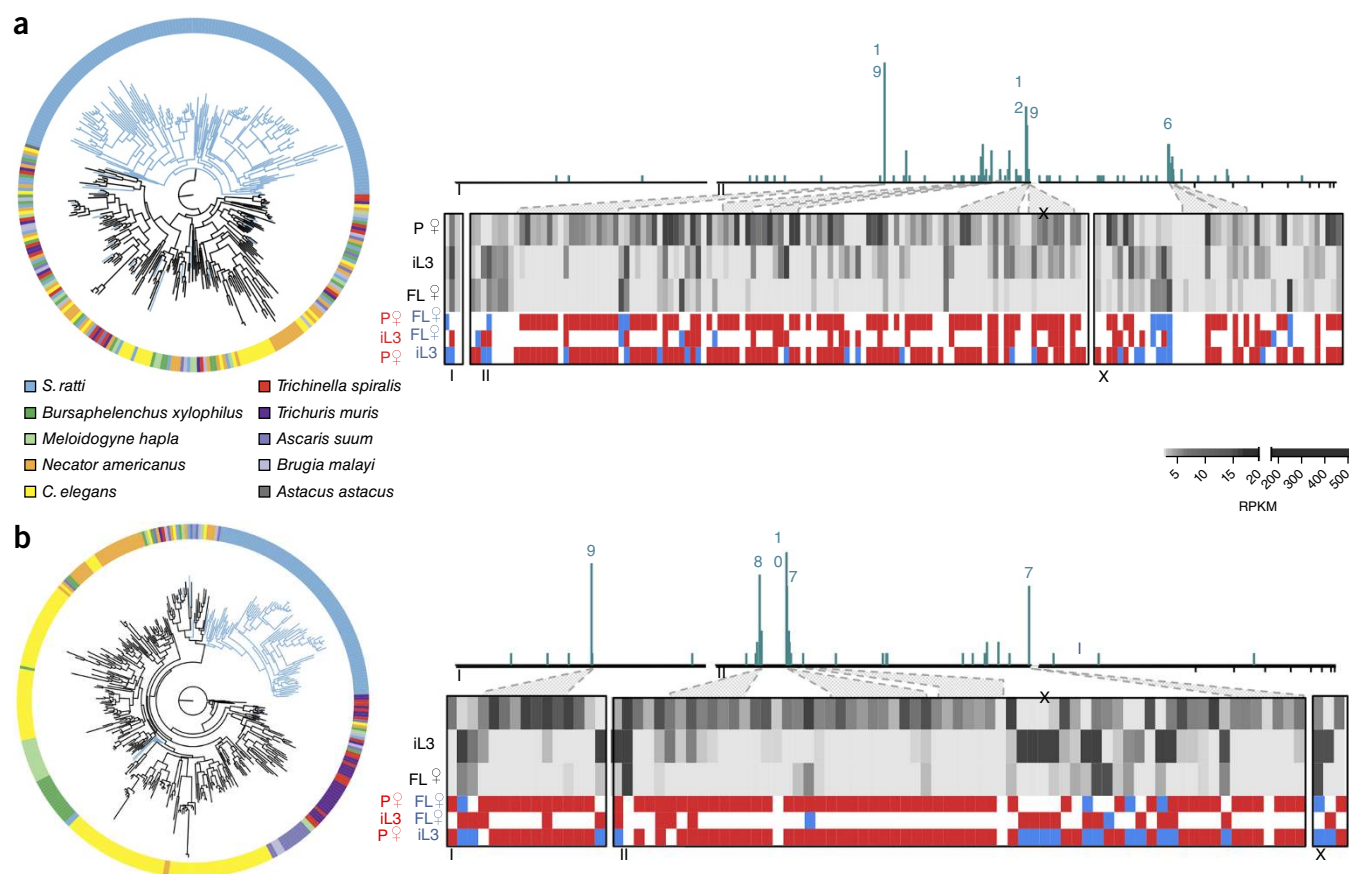 a
1
9
1
2 9
6
I II
X
P ♀
iL3
FL ♀
P♀ FL♀
iL3 FL♀
P♀ iL3
I II X
S. ratti
Bursaphelenchus xylophilus
Meloidogyne hapla
Necator americanus
C. elegans
Trichinella spiralis
Trichuris muris
Ascaris suum
Brugia malayi
Astacus astacus
5 10 15 20 200 300 400 500
RPKM
b
9
8
1
0 7
7
I II
X
iL3
FL ♀
P♀ FL♀
iL3 FL♀
P♀ iL3
I II X